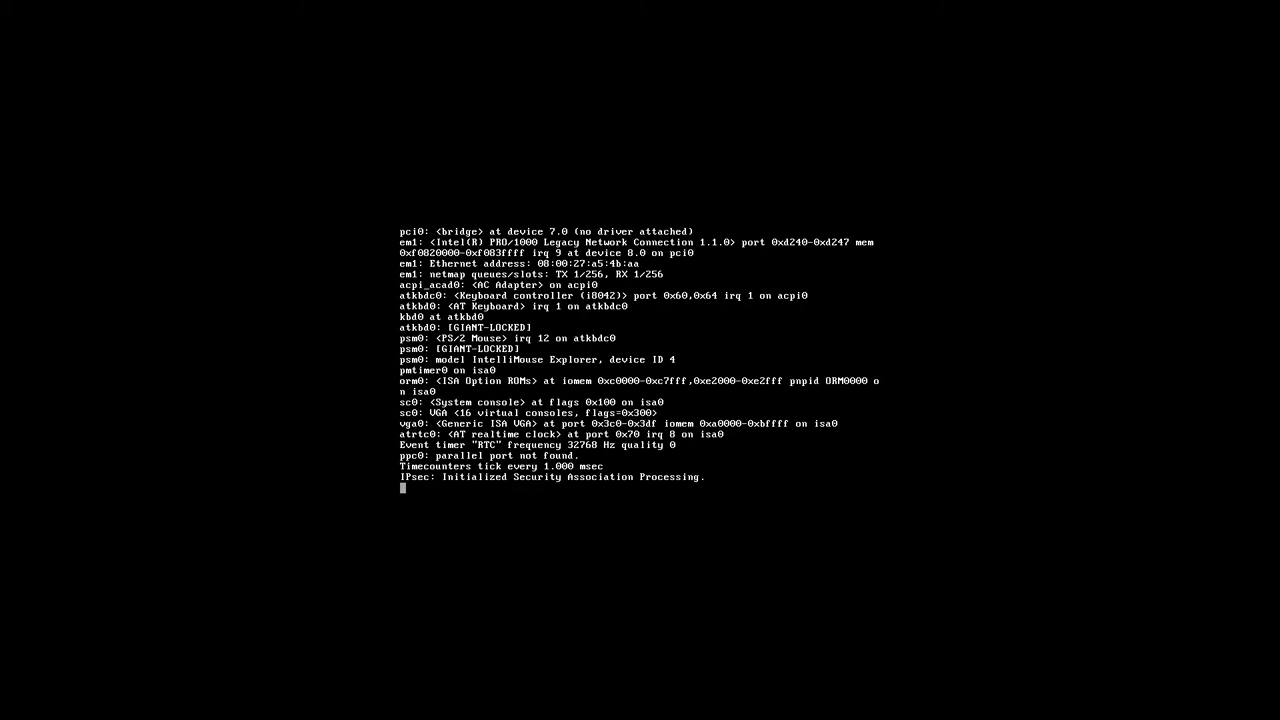 pci0: <bridge> at device 7.0 (no driver attached)
em1: <Intel(R) PRO/1000 Legacy Network Connection 1.1.0> port 0xd240-0xd247 mem
0xf0820000-0xf083ffff irq 9 at device 8.0 on pci0
em1: Ethernet address: 08:00:27:a5:4b:aa
em1: netmap queues/slots: TX 1/256, RX 1/256
acpi_acad0: <AC Adapter> on acpi0
atkbdc0: <Keyboard controller (i8042)> port 0x60,0x64 irq 1 on acpi0
atkbd0: <AT Keyboard> irq 1 on atkbdc0
kbd0 at atkbd0
atkbd0: [GIANT-LOCKED]
psm0: <PS/2 Mouse> irq 12 on atkbdc0
psm0: [GIANT-LOCKED]
psm0: model IntelliMouse Explorer, device ID 4
pmtimer0 on isa0
orm0: <ISA Option ROMs> at iomem 0xc0000-0xc7fff,0xe2000-0xe2fff pnpid ORM0000 o
n isa0
sc0: <System console> at flags 0x100 on isa0
sc0: VGA <16 virtual consoles, flags=0x300>
vga0: <Generic ISA VGA> at port 0x3c0-0x3df iomem 0xa0000-0xbffff on isa0
atrtc0: <AT realtime clock> at port 0x70 irq 8 on isa0
Event timer "RTC" frequency 32768 Hz quality 0
ppc0: parallel port not found.
Timecounters tick every 1.000 msec
IPsec: Initialized Security Association Processing.